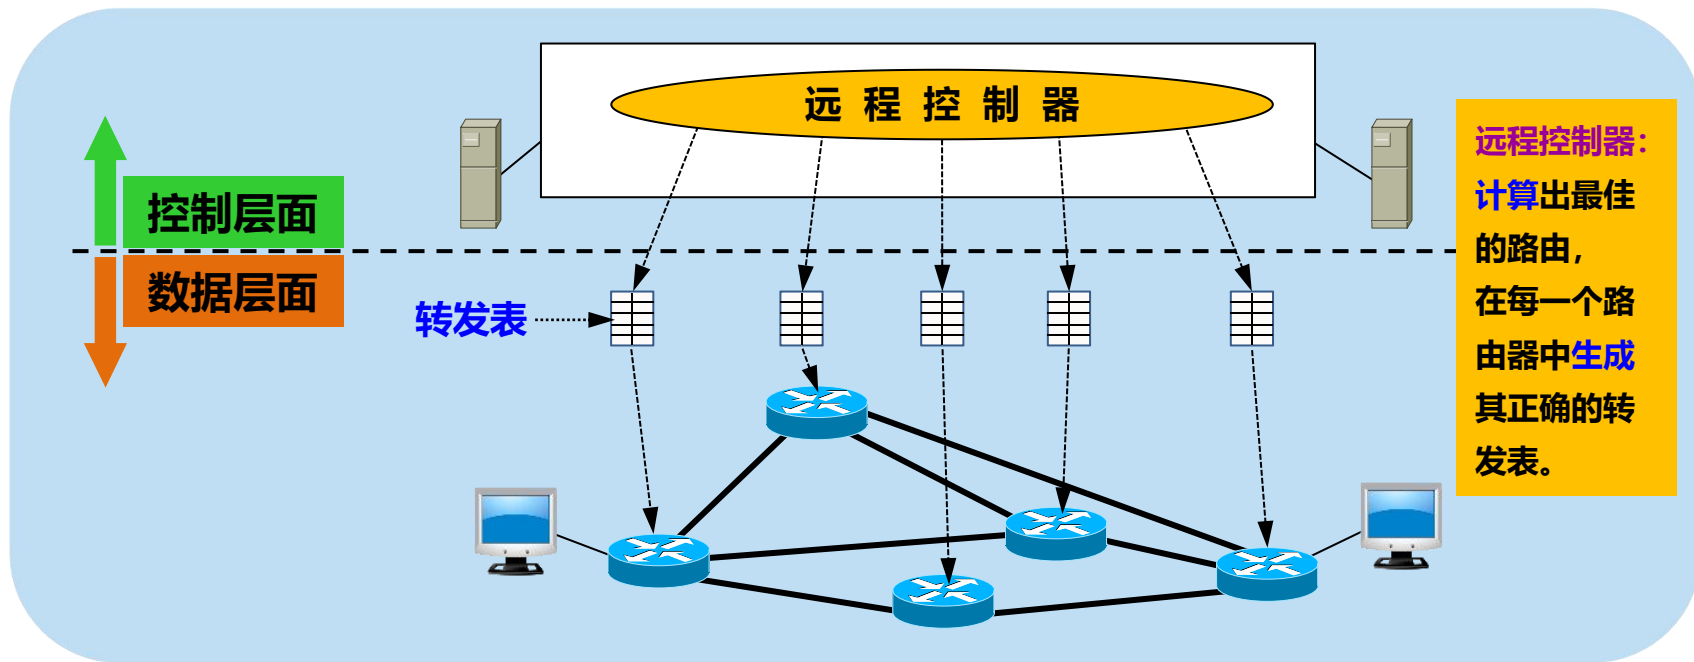 远程控制器
控制层面
数据层面
转发表
远程控制器：
计算出最佳
的路由，
在每一个路
由器中生成
其正确的转
发表。